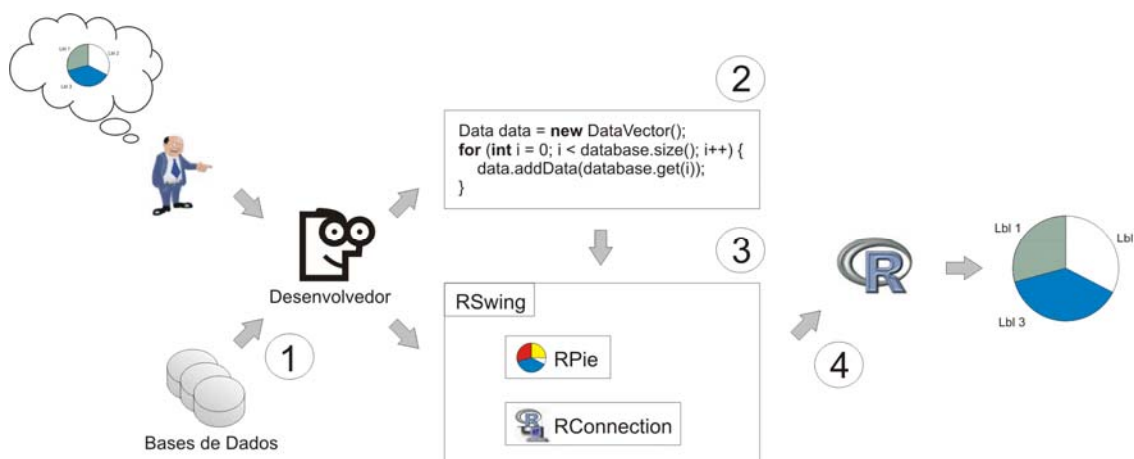 Lbl 1
Lbl 2
Lbl 3
2
Data data = new DataVector();
for (int i = 0; i < database.size(); i++) {
data.addData(database.get(i));
}
Desenvolvedor
3
RSwing
RPie
RConnection
1
Bases de Dados
4
R
Lbl 1
Lbl
Lbl 3